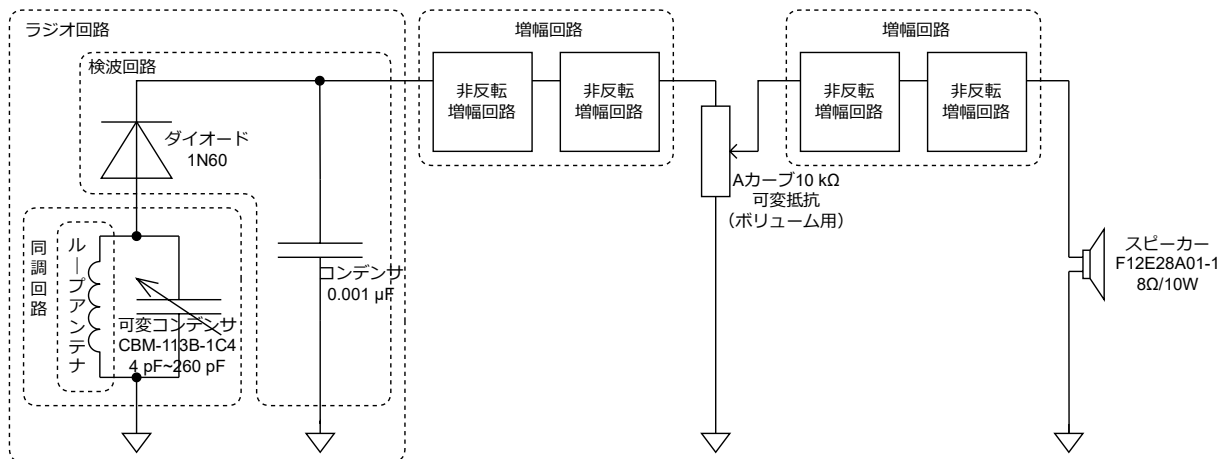 ラジオ回路
検波回路
ダイオード
1N60
同調回路
ループアンテナ
可変コンデンサ
CBM-113B-1C4
4 pF~260 pF
コンデンサ
0.001 μF
増幅回路
非反転
増幅回路
非反転
増幅回路
Aカーブ10 kΩ
可変抵抗
（ボリューム用）
増幅回路
非反転
増幅回路
非反転
増幅回路
スピーカー
F12E28A01-1
8Ω/10W